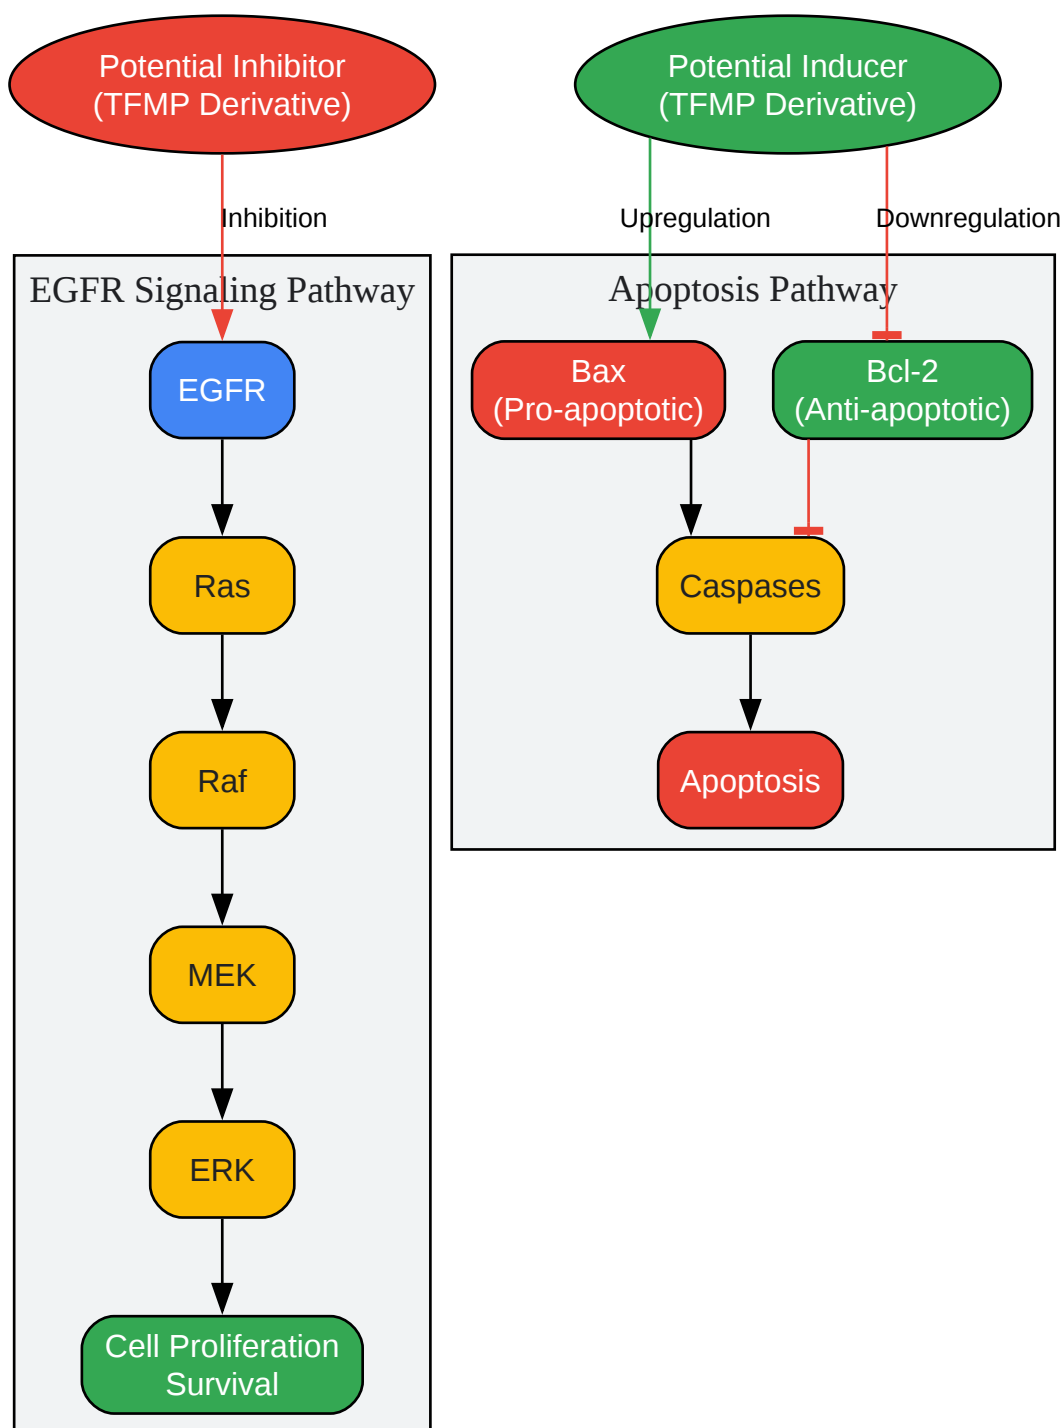 Potential Inhibitor
(TFMP Derivative)
Potential Inducer
(TFMP Derivative)
Inhibition
Upregulation
Downregulation
EGFR Signaling Pathway
Apoptosis Pathway
EGFR
Bax
(Pro-apoptotic)
Bcl-2
(Anti-apoptotic)
Ras
Caspases
Raf
Apoptosis
MEK
ERK
Cell Proliferation
Survival